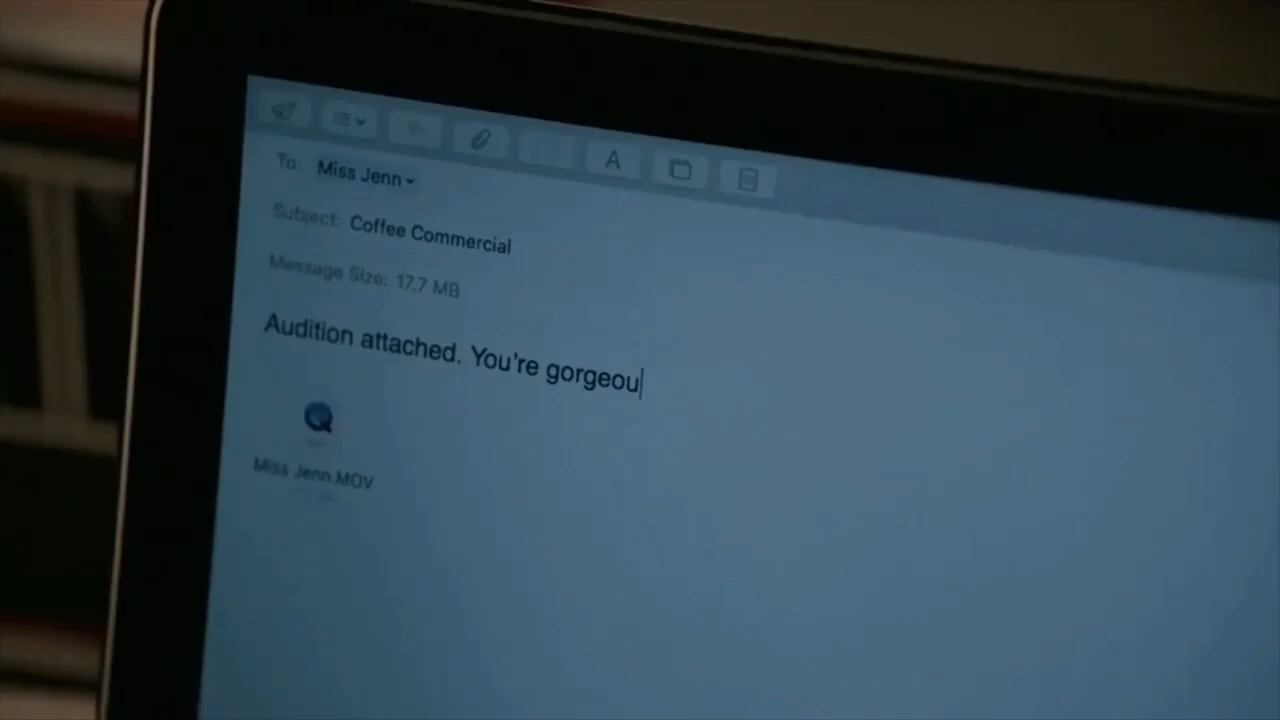 A
To: Miss Jenn
Subject: Coffee Commercial
Message Size: 17.7 MB
Audition attached. You're gorgeou
Miss Jenn.MOV